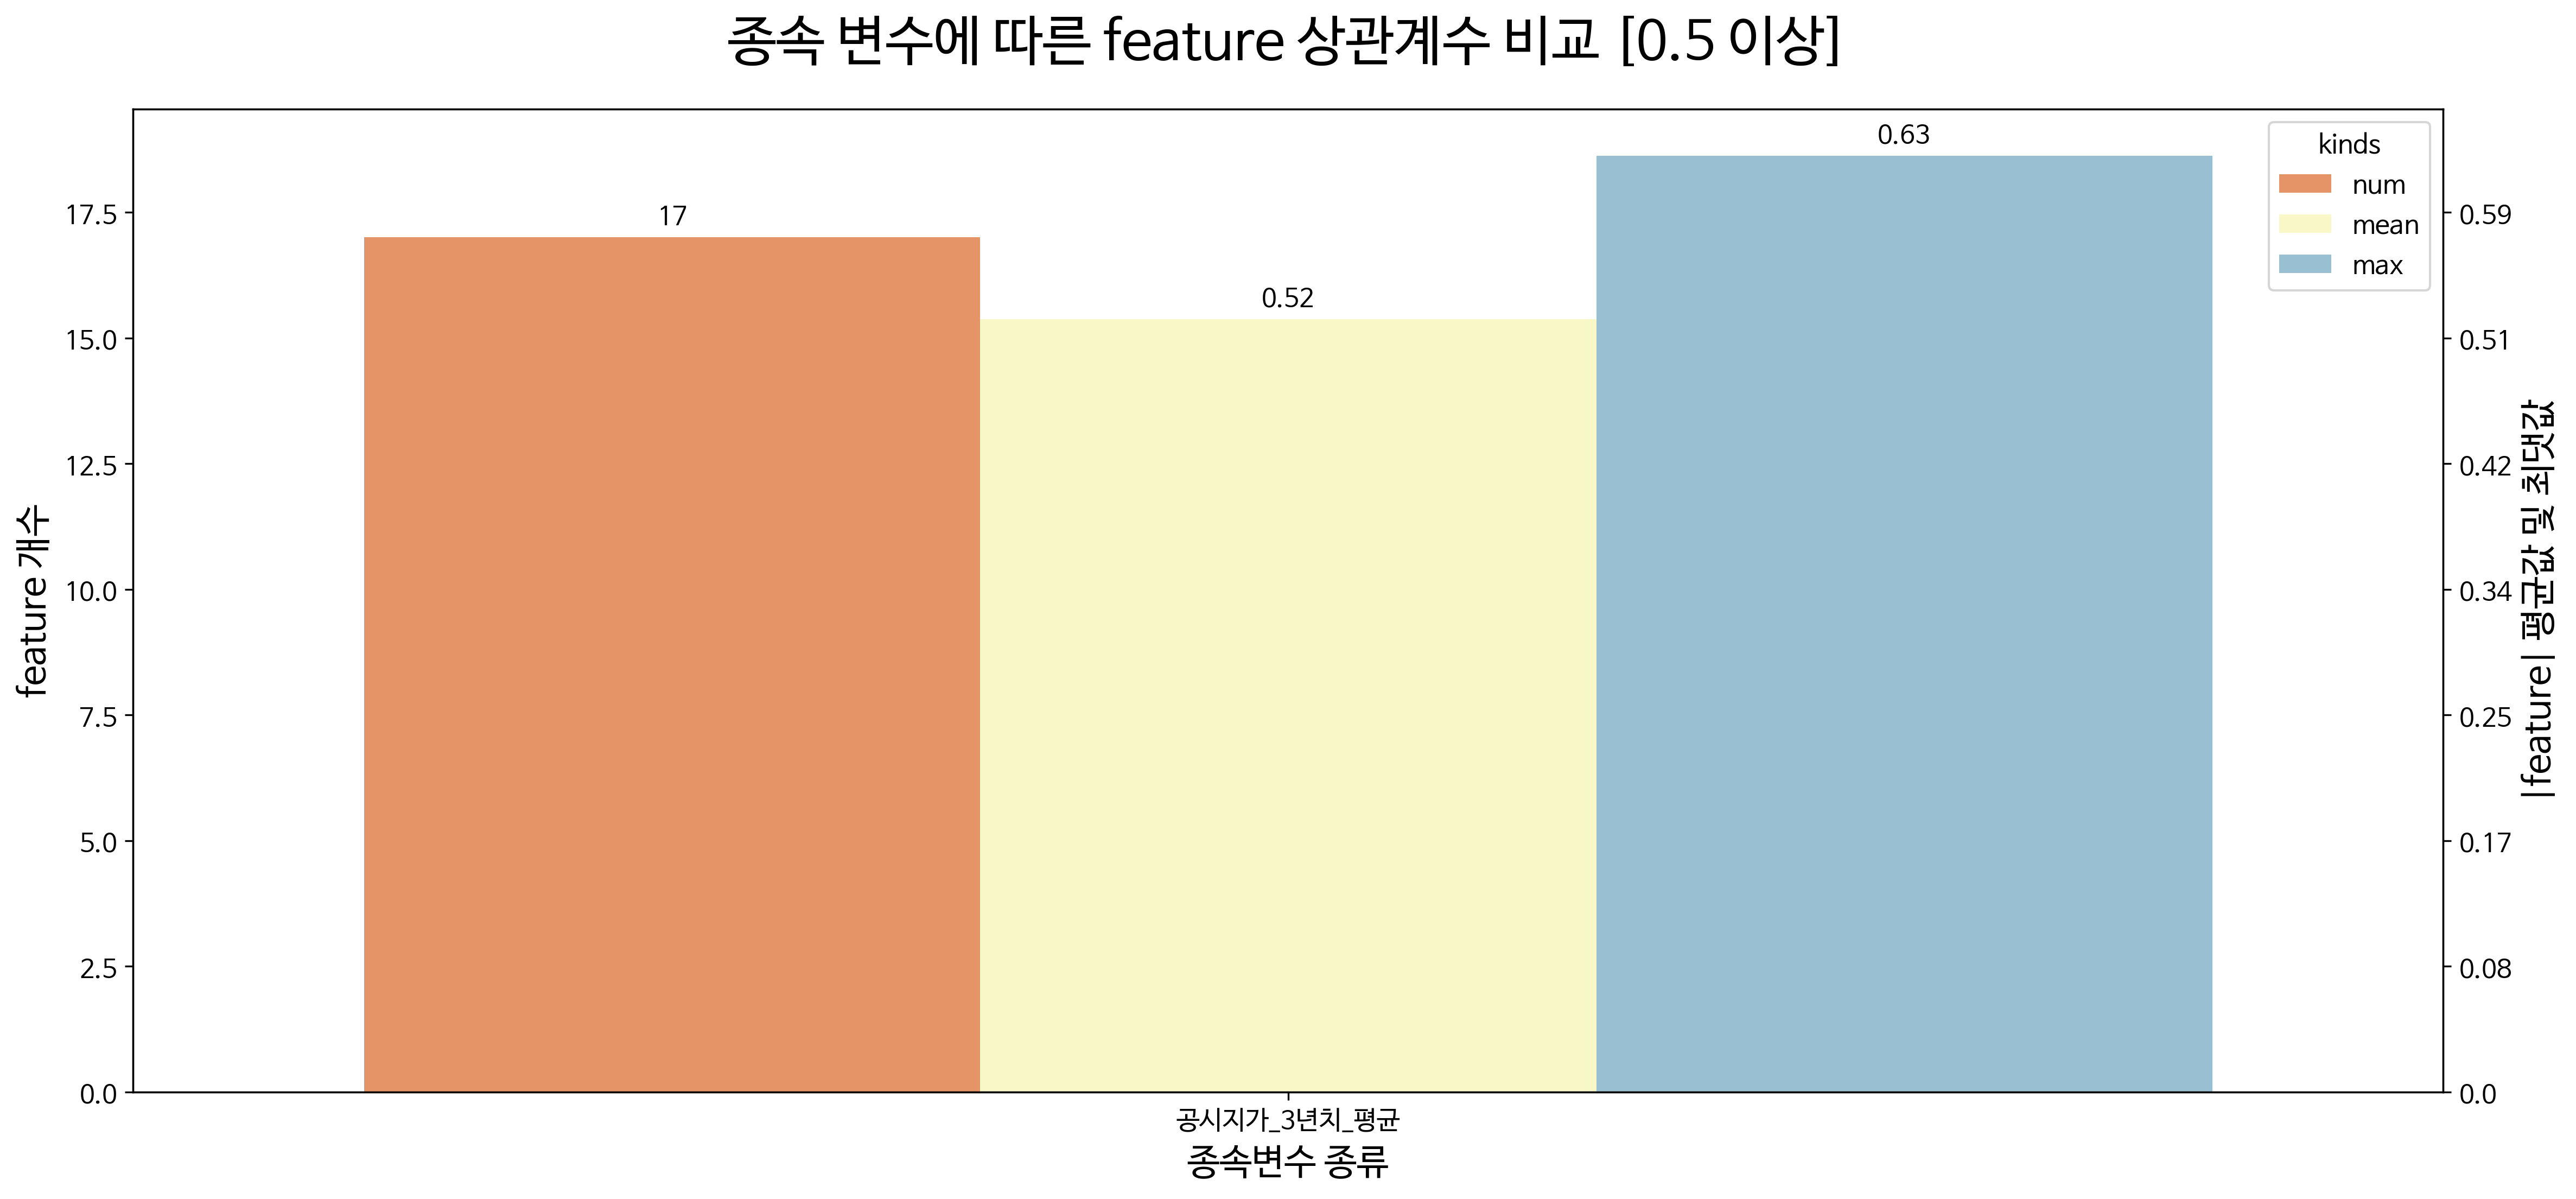 종속 변수에 따른 feature 상관계수 비교 [0.5 이상]
kinds
num
mean
max
17
0.52
0.63
17.5
15.0
12.5
10.0
7.5
5.0
2.5
0.0
feature 개수
0.59
0.51
0.42
0.34
0.25
0.17
0.08
0.0
|feature| 평균값 및 최댓값
공시지가_3년치_평균
종속변수 종류